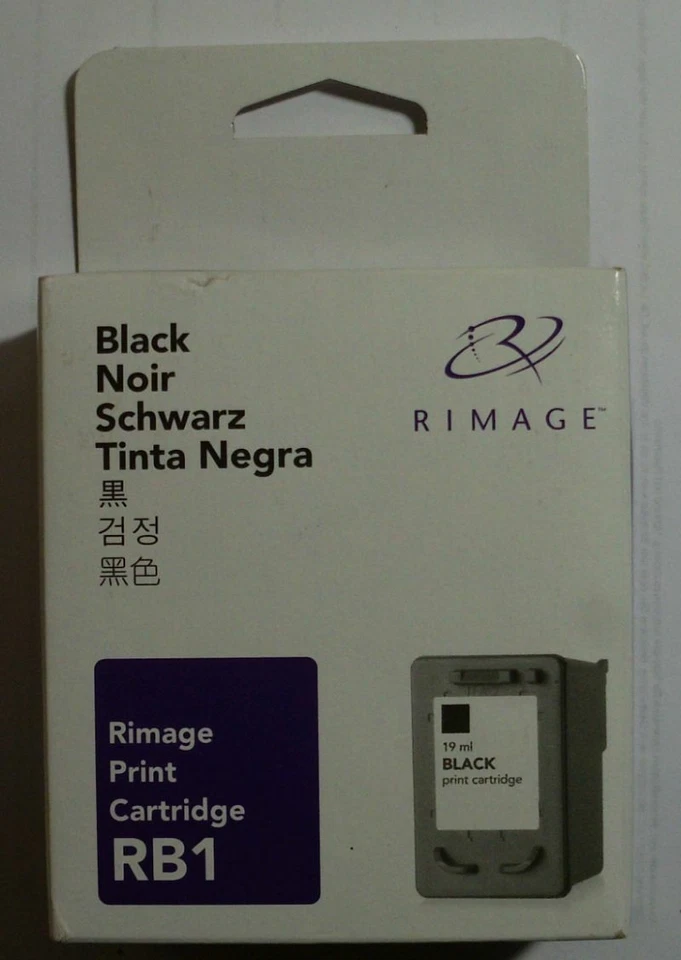 Black
Noir
Schwarz
Tinta Negra
黒
검정
黑色
RIMAGE™
Rimage
Print
Cartridge
RB1
19 ml
BLACK
print cartridge